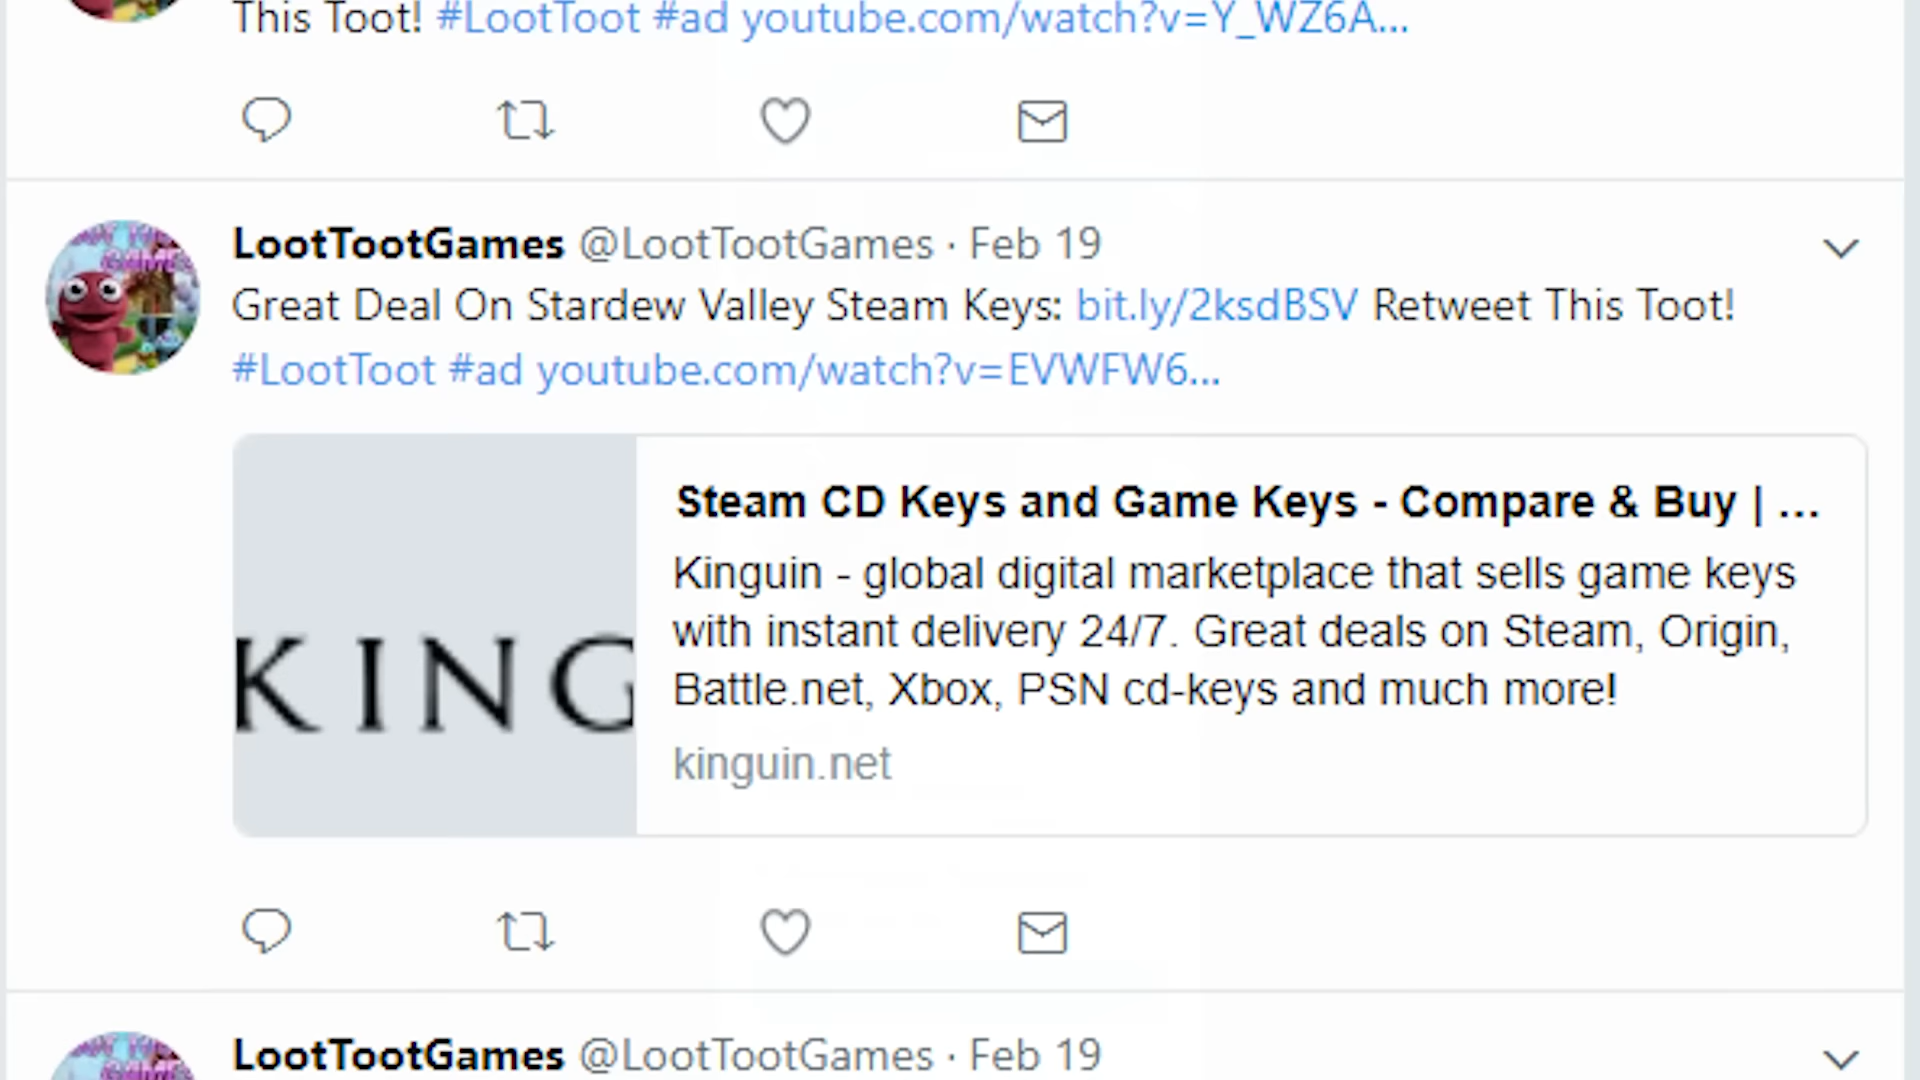 This Toot! #LootToot #ad youtube.com/watch?v=Y_WZ6A...
LootTootGames @LootTootGames · Feb 19
Great Deal On Stardew Valley Steam Keys: bit.ly/2ksdBSV Retweet This Toot!
#LootToot #ad youtube.com/watch?v=EVWFW6...
KING
Steam CD Keys and Game Keys - Compare & Buy | ...
Kinguin - global digital marketplace that sells game keys
with instant delivery 24/7. Great deals on Steam, Origin,
Battle.net, Xbox, PSN cd-keys and much more!
kinguin.net
LootTootGames @LootTootGames · Feb 19